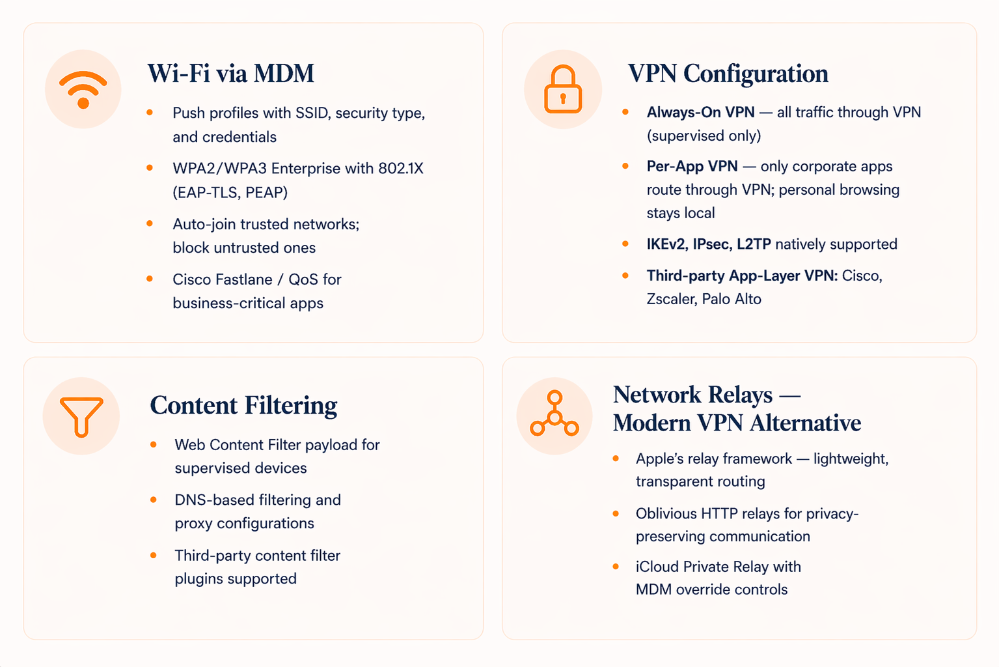 Wi-Fi via MDM
Push profiles with SSID, security type,
and credentials
WPA2/WPA3 Enterprise with 802.1X
(EAP-TLS, PEAP)
Auto-join trusted networks;
block untrusted ones
Cisco Fastlane / QoS for
business-critical apps
VPN Configuration
Always-On VPN — all traffic through VPN
(supervised only)
Per-App VPN — only corporate apps
route through VPN; personal browsing
stays local
IKEv2, IPsec, L2TP natively supported
Third-party App-Layer VPN: Cisco,
Zscaler, Palo Alto
Content Filtering
Web Content Filter payload for
supervised devices
DNS-based filtering and
proxy configurations
Third-party content filter
plugins supported
Network Relays —
Modern VPN Alternative
Apple’s relay framework — lightweight,
transparent routing
Oblivious HTTP relays for privacy-
preserving communication
iCloud Private Relay with
MDM override controls